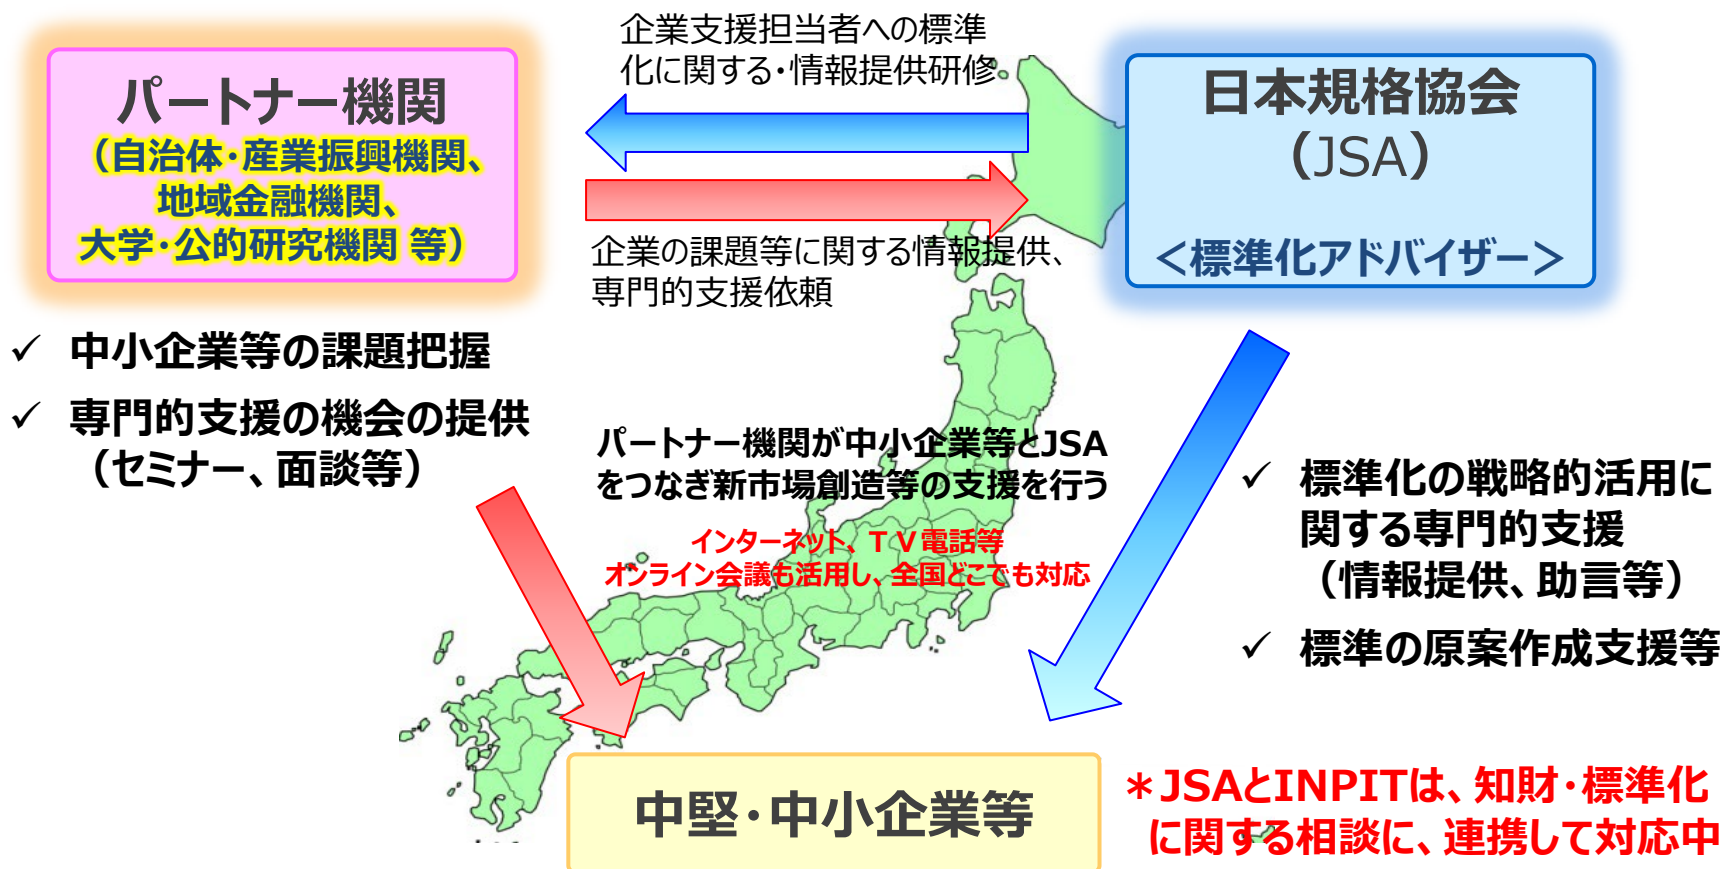 企業支援担当者への標準
化に関する・情報提供研修
パートナー機関
（自治体・産業振興機関、
地域金融機関、
大学・公的研究機関 等）
日本規格協会
(JSA)
＜標準化アドバイザー＞
企業の課題等に関する情報提供、
専門的支援依頼
✓ 中小企業等の課題把握
✓ 専門的支援の機会の提供
（セミナー、面談等）
パートナー機関が中小企業等とJSA
をつなぎ新市場創造等の支援を行う
インターネット、ＴＶ電話等
オンライン会議も活用し、全国どこでも対応
✓ 標準化の戦略的活用に
関する専門的支援
（情報提供、助言等）
✓ 標準の原案作成支援等
中堅・中小企業等
＊JSAとINPITは、知財・標準化
に関する相談に、連携して対応中